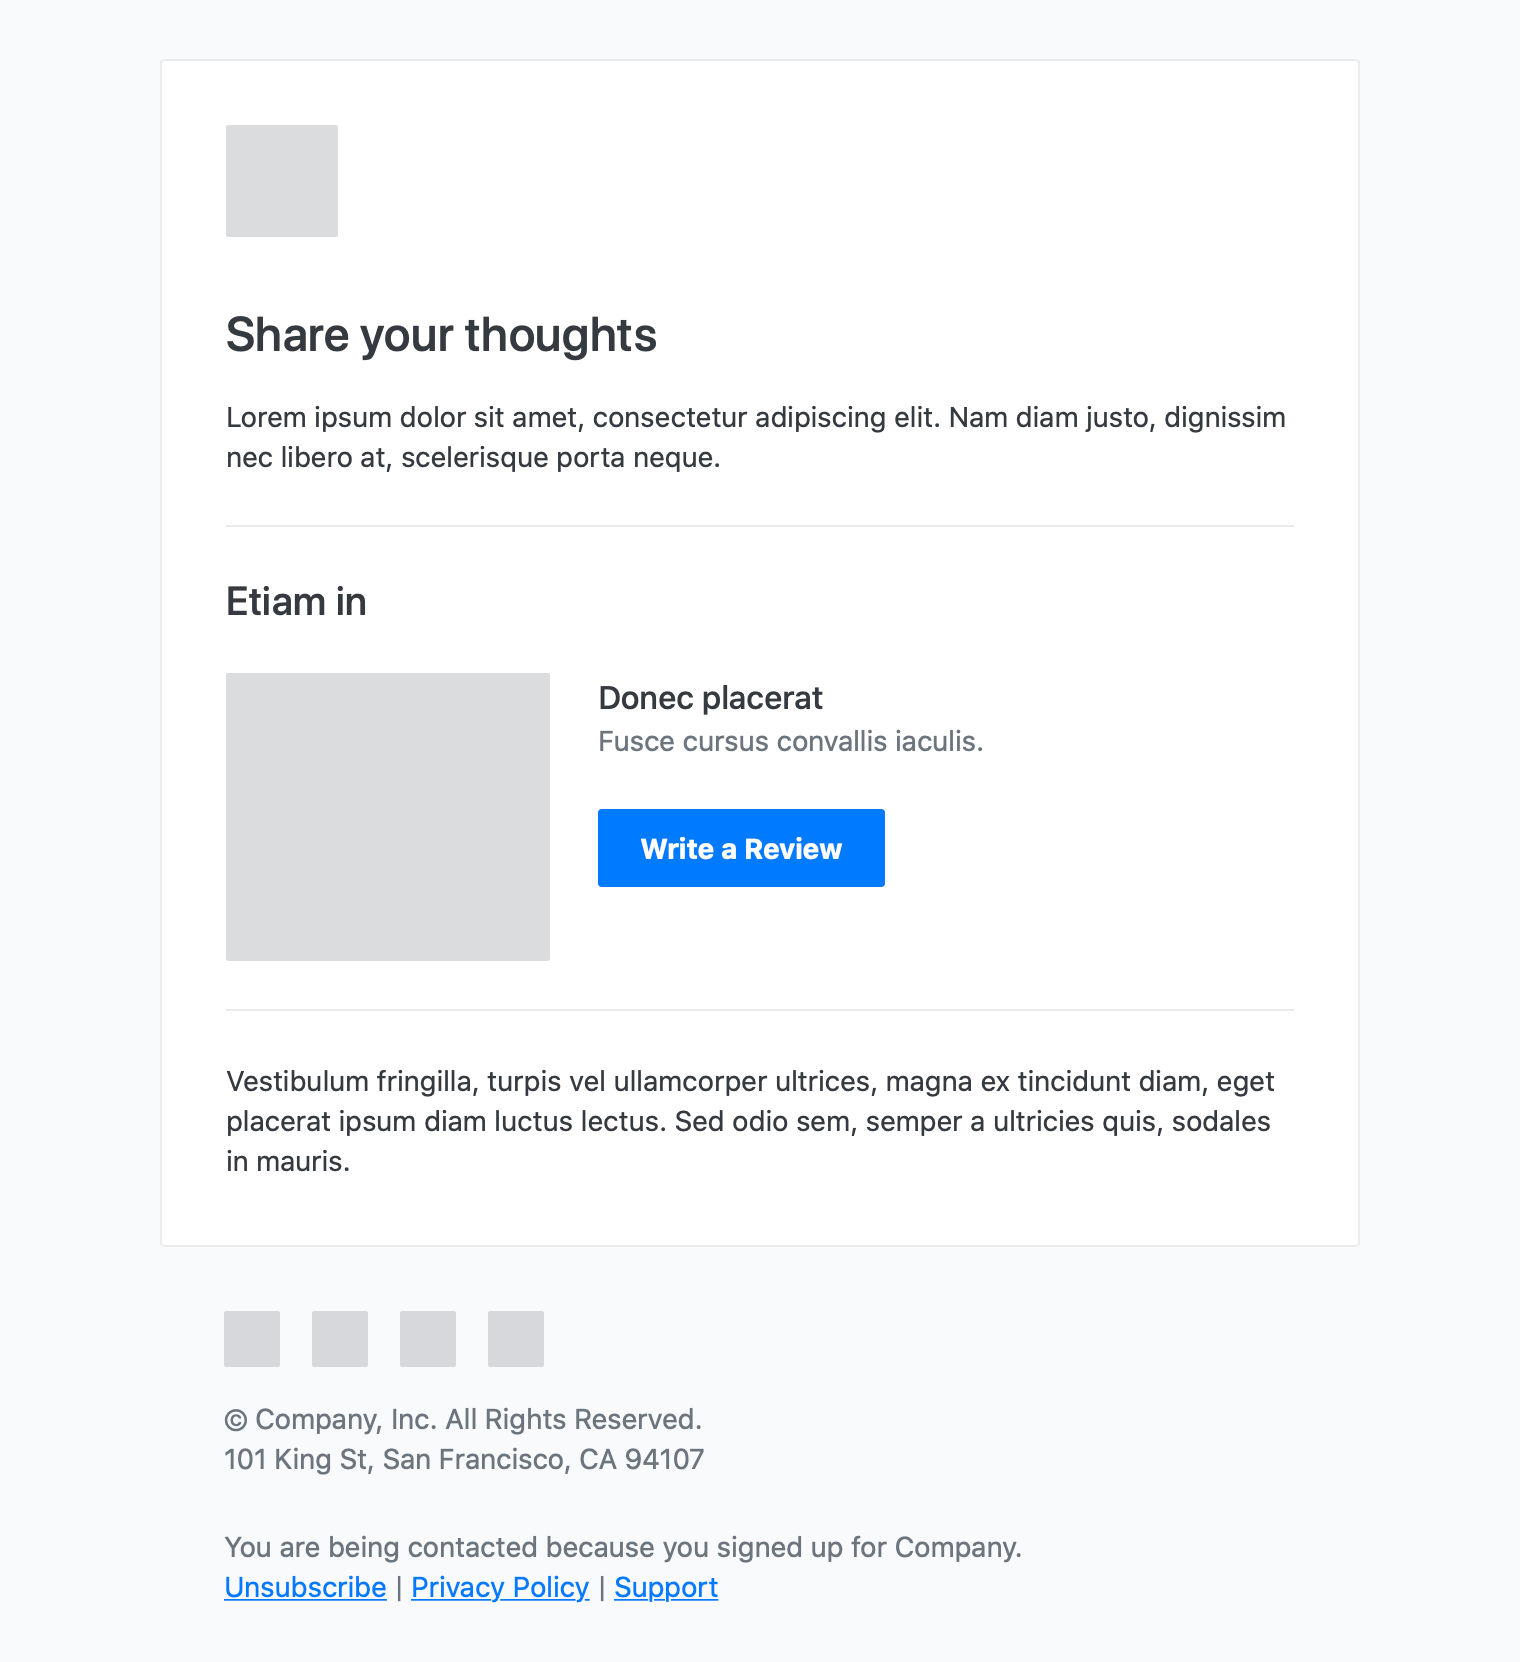 Share your thoughts
Lorem ipsum dolor sit amet, consectetur adipiscing elit. Nam diam justo, dignissim
nec libero at, scelerisque porta neque.
Etiam in
Donec placerat
Fusce cursus convallis iaculis.
Write a Review
Vestibulum fringilla, turpis vel ullamcorper ultrices, magna ex tincidunt diam, eget
placerat ipsum diam luctus lectus. Sed odio sem, semper a ultricies quis, sodales
in mauris.
© Company, Inc. All Rights Reserved.
101 King St, San Francisco, CA 94107
You are being contacted because you signed up for Company.
Unsubscribe | Privacy Policy | Support